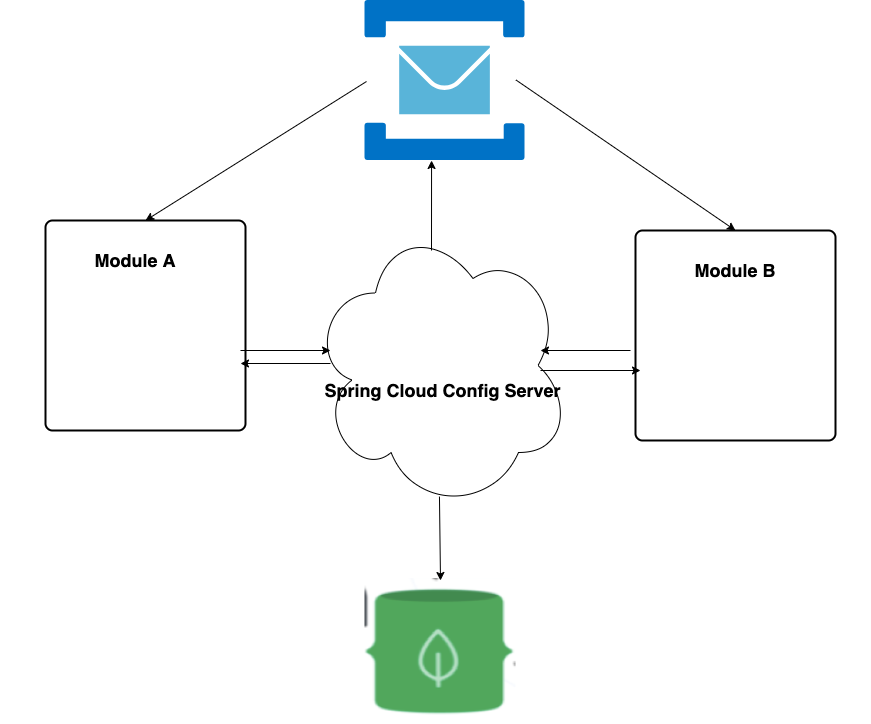 Module A
Module B
Spring Cloud Config Server